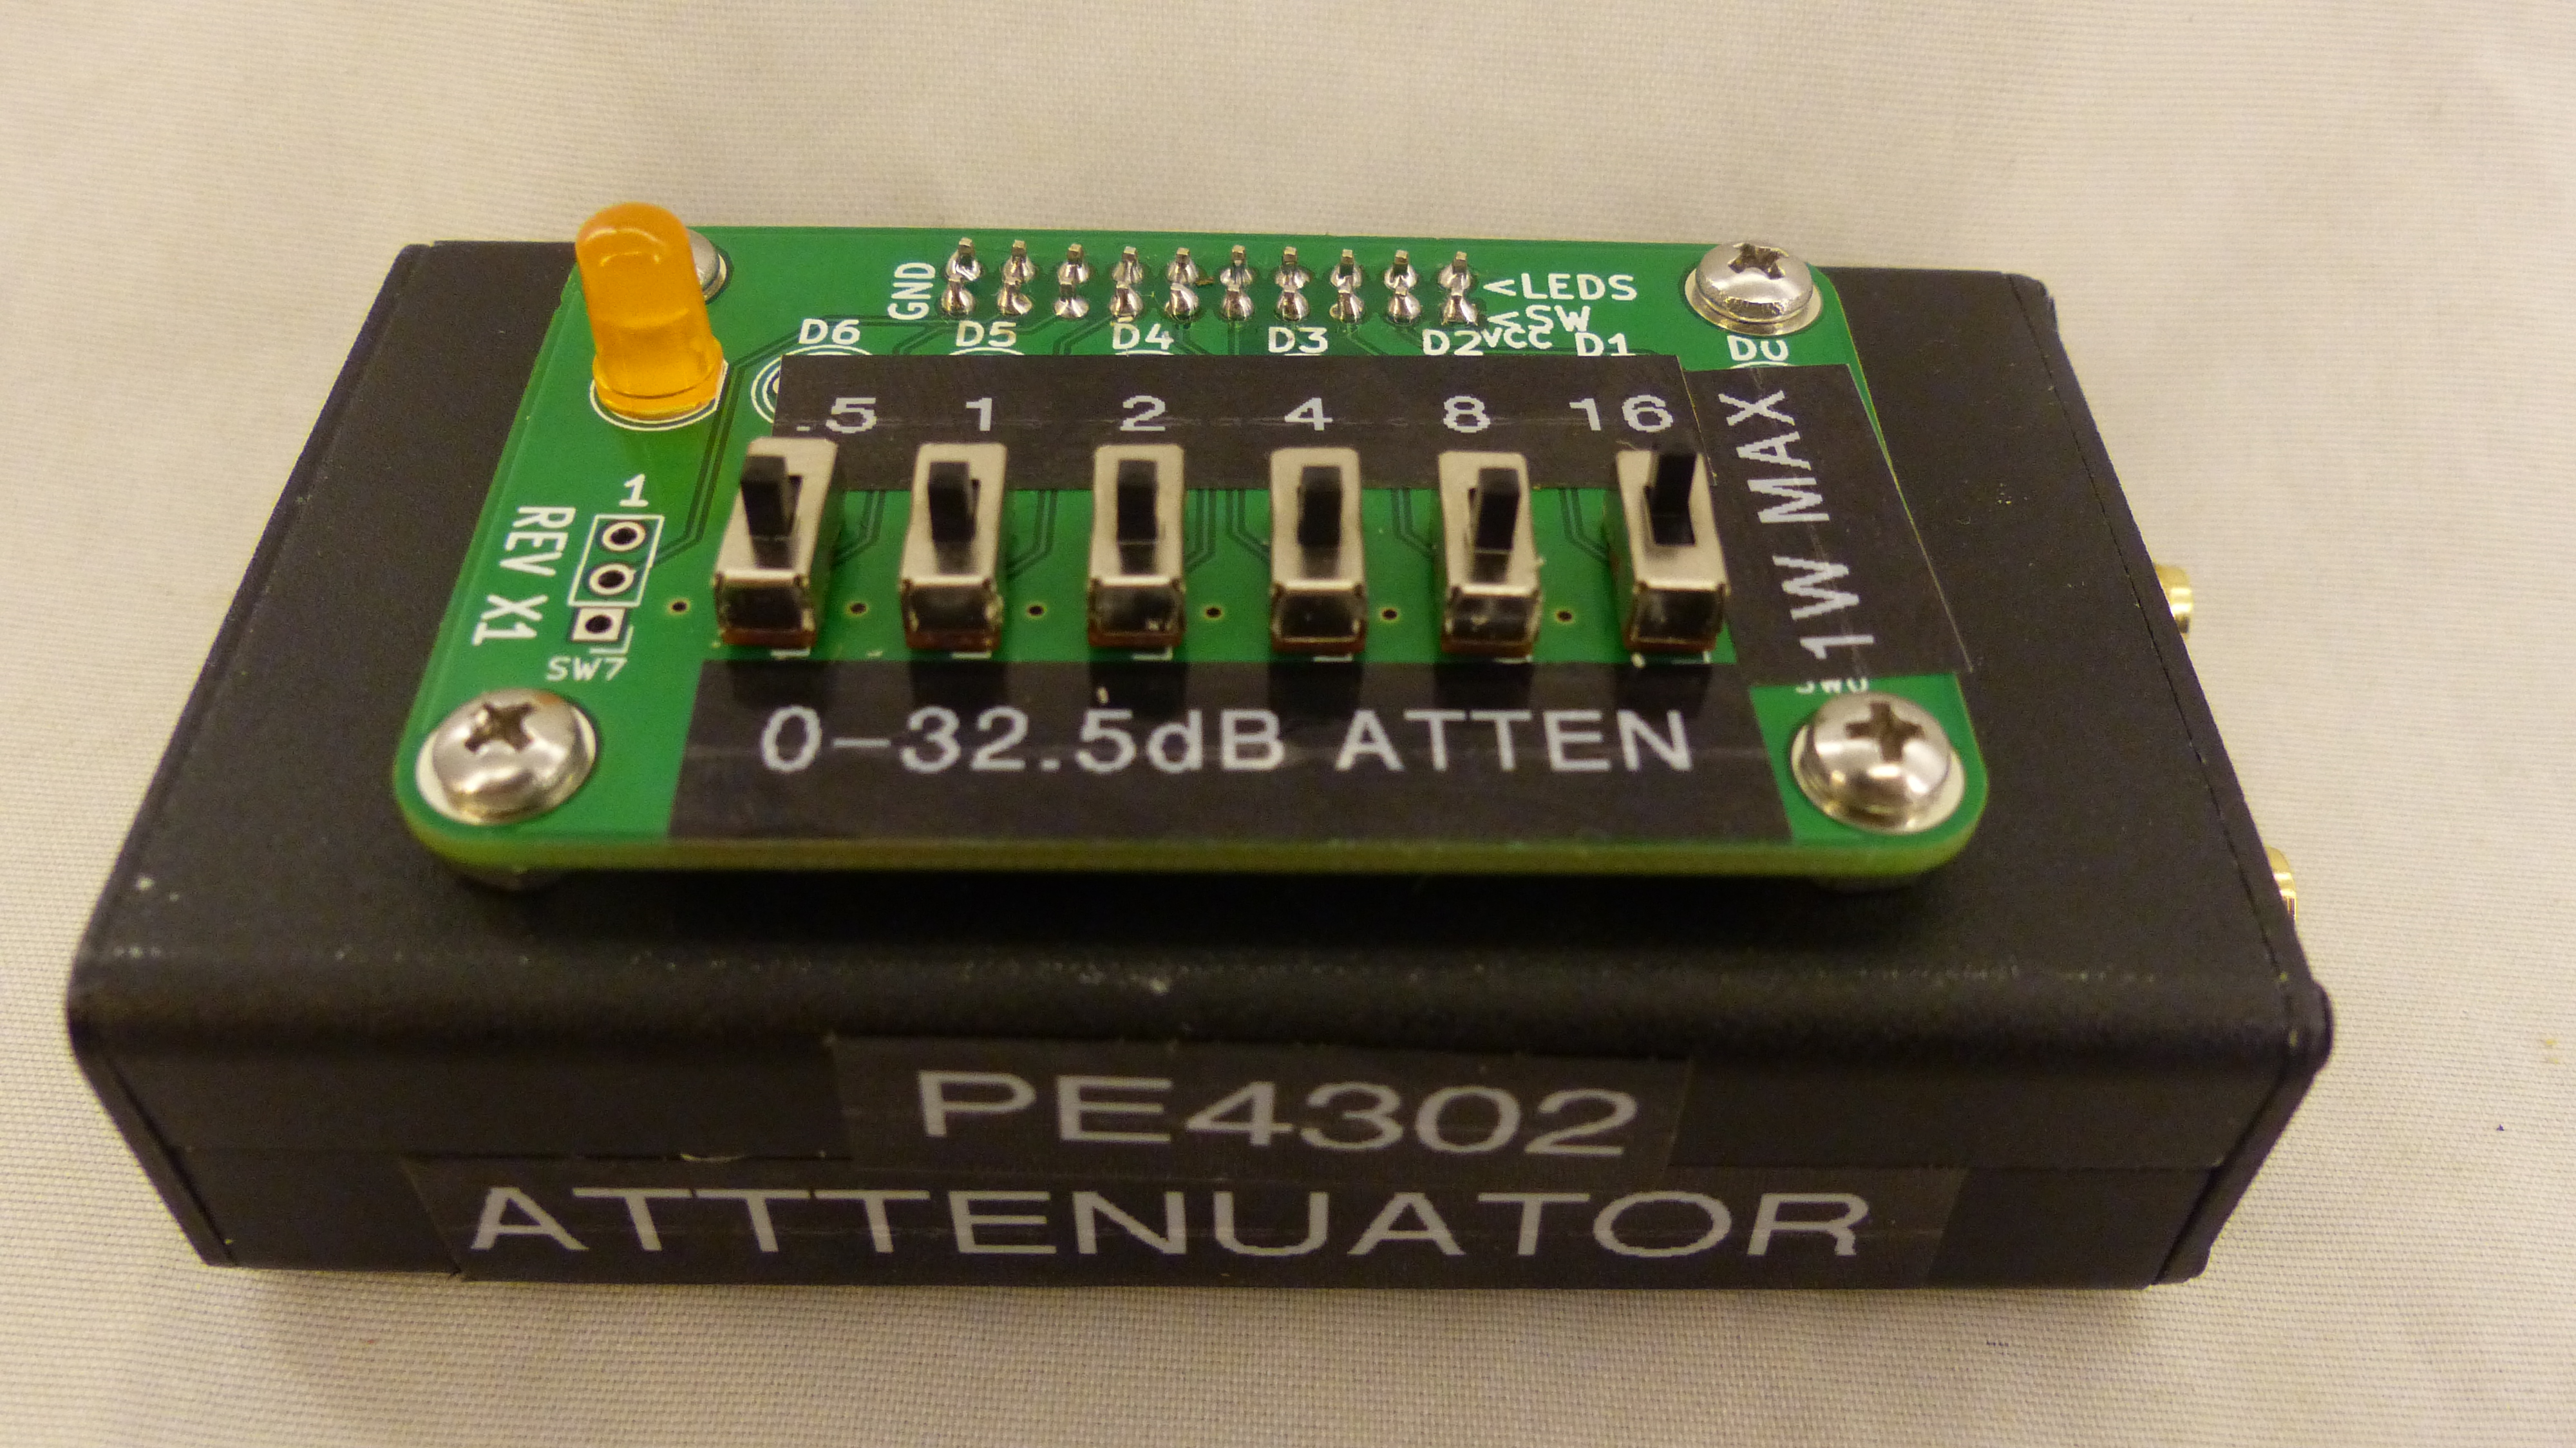 GND
<LEDS
<SW
D6 D5 D4 D3 D2 VCC D1 D0
.5 1 2 4 8 16
1W MAX
1
REV X1
SW7
0-32.5dB ATTEN
PE4302
ATTTENUATOR